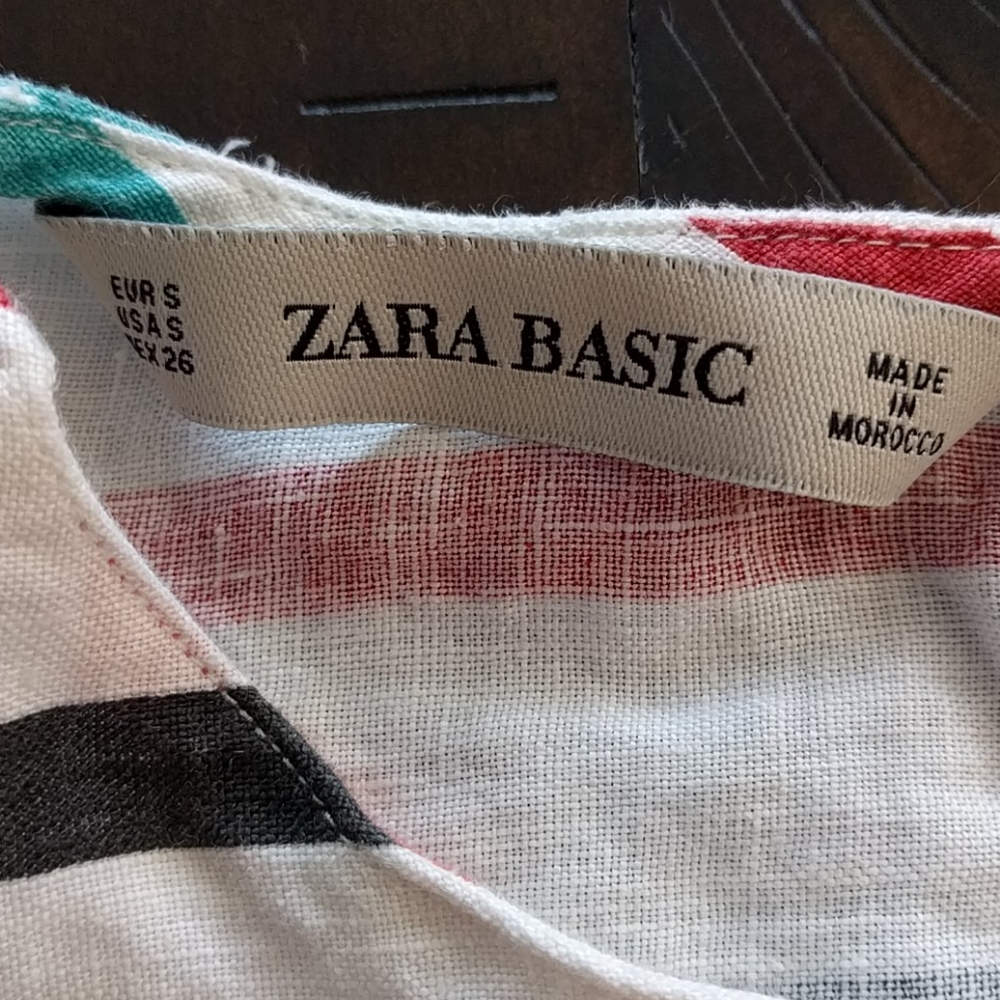 EUR S
USA S
MEX 26
ZARA BASIC
MADE
IN
MOROCCO